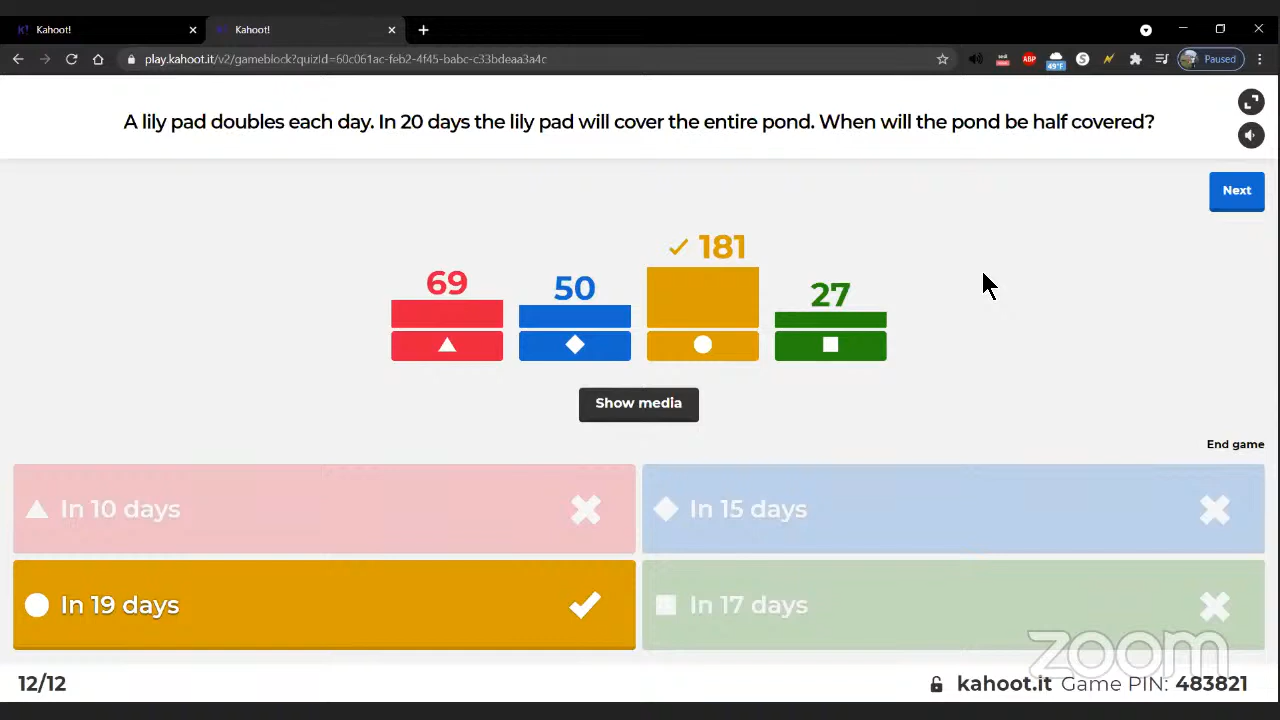 Kahoot!
Kahoot!
play.kahoot.it/v2/gameblock?quizId=60c061ac-feb2-4f45-babc-c33bdeaa3a4c
ABP
49°F
S
Paused
A lily pad doubles each day. In 20 days the lily pad will cover the entire pond. When will the pond be half covered?
Next
69
50
181
27
Show media
End game
In 10 days
In 15 days
In 19 days
In 17 days
zoom
12/12
kahoot.it Game PIN: 483821